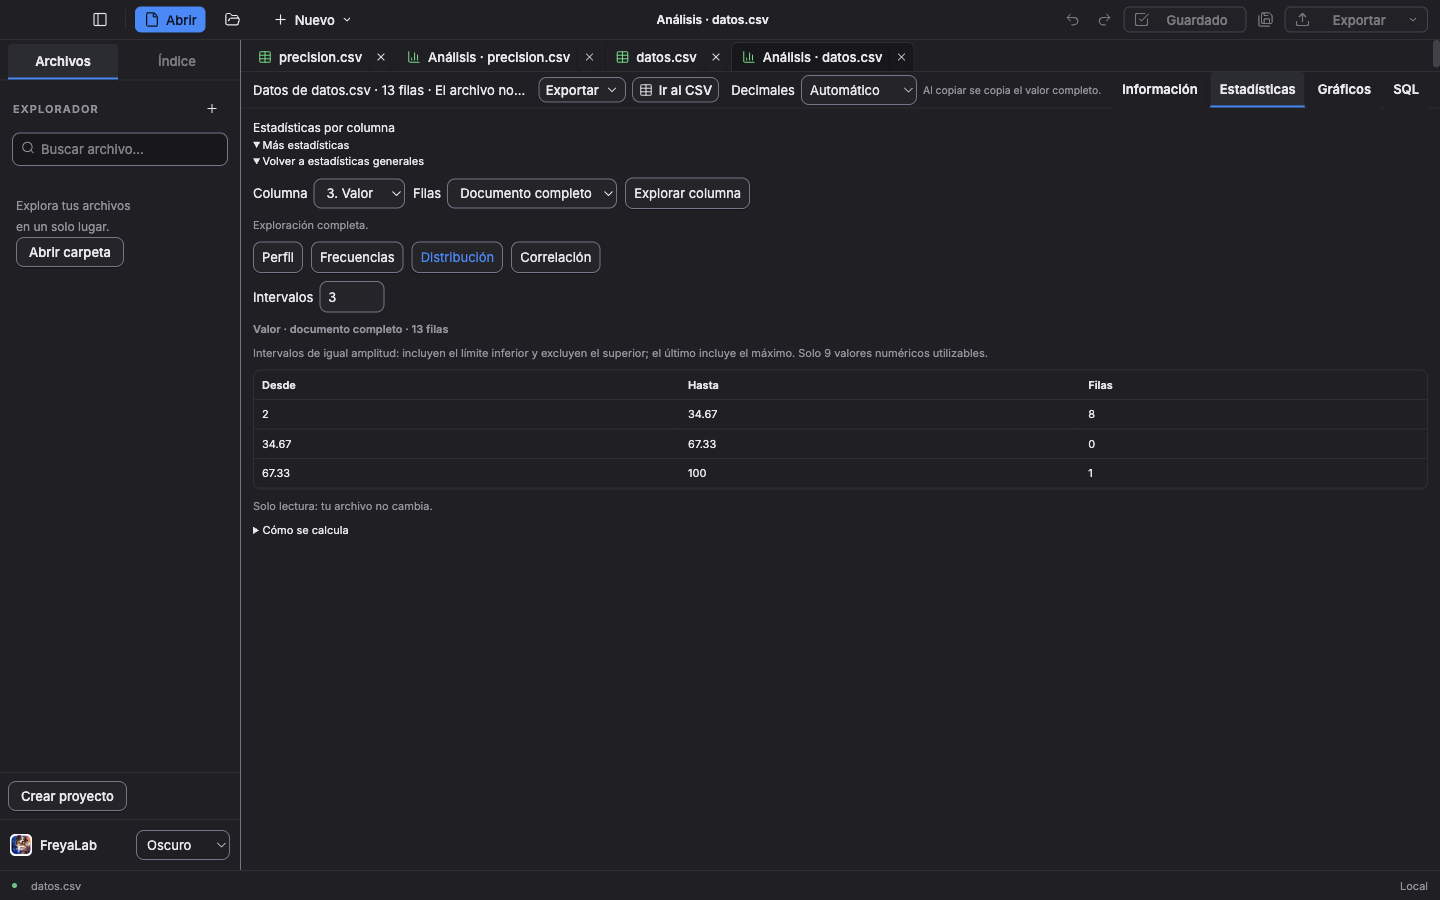 Abrir
Nuevo
Análisis · datos.csv
Guardado
Exportar
Archivos
Índice
precision.csv
Análisis · precision.csv
datos.csv
Análisis · datos.csv
Datos de datos.csv · 13 filas · El archivo no...
Exportar
Ir al CSV
Decimales
Automático
Al copiar se copia el valor completo.
Información
Estadísticas
Gráficos
SQL
EXPLORADOR
Buscar archivo...
Explora tus archivos
en un solo lugar.
Abrir carpeta
Estadísticas por columna
Más estadísticas
Volver a estadísticas generales
Columna 3. Valor Filas Documento completo Explorar columna
Exploración completa.
Perfil Frecuencias Distribución Correlación
Intervalos 3
Valor · documento completo · 13 filas
Intervalos de igual amplitud: incluyen el límite inferior y excluyen el superior; el último incluye el máximo. Solo 9 valores numéricos utilizables.
Desde Hasta Filas
2 34.67 8
34.67 67.33 0
67.33 100 1
Solo lectura: tu archivo no cambia.
Cómo se calcula
Crear proyecto
FreyaLab
Oscuro
datos.csv
Local